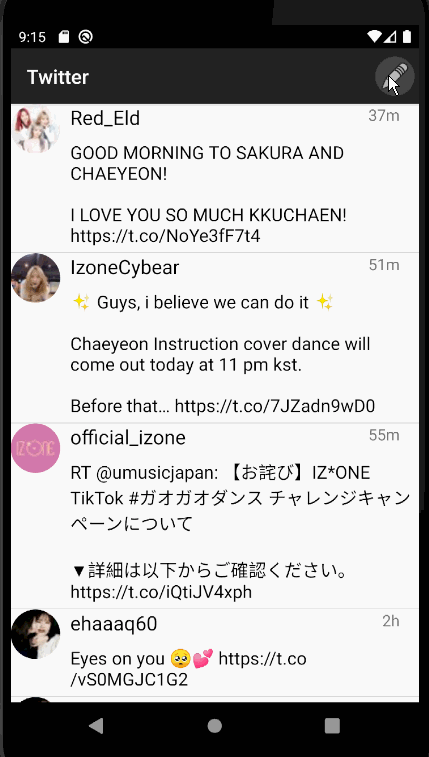 9:15
Twitter
Red_Eld 37m
GOOD MORNING TO SAKURA AND
CHAEYEON!
I LOVE YOU SO MUCH KKUCHAEN!
https://t.co/NoYe3fF7t4
IzoneCybear 51m
✨ Guys, i believe we can do it ✨
Chaeyeon Instruction cover dance will
come out today at 11 pm kst.
Before that… https://t.co/7JZadn9wD0
IZ*ONE
official_izone 55m
RT @umusicjapan: 【お詫び】IZ*ONE
TikTok #ガオガオダンス チャレンジキャン
ペーンについて
▼詳細は以下からご確認ください。
https://t.co/iQtiJV4xph
ehaaaq60 2h
Eyes on you 🥺💕 https://t.co
/vS0MGJC1G2